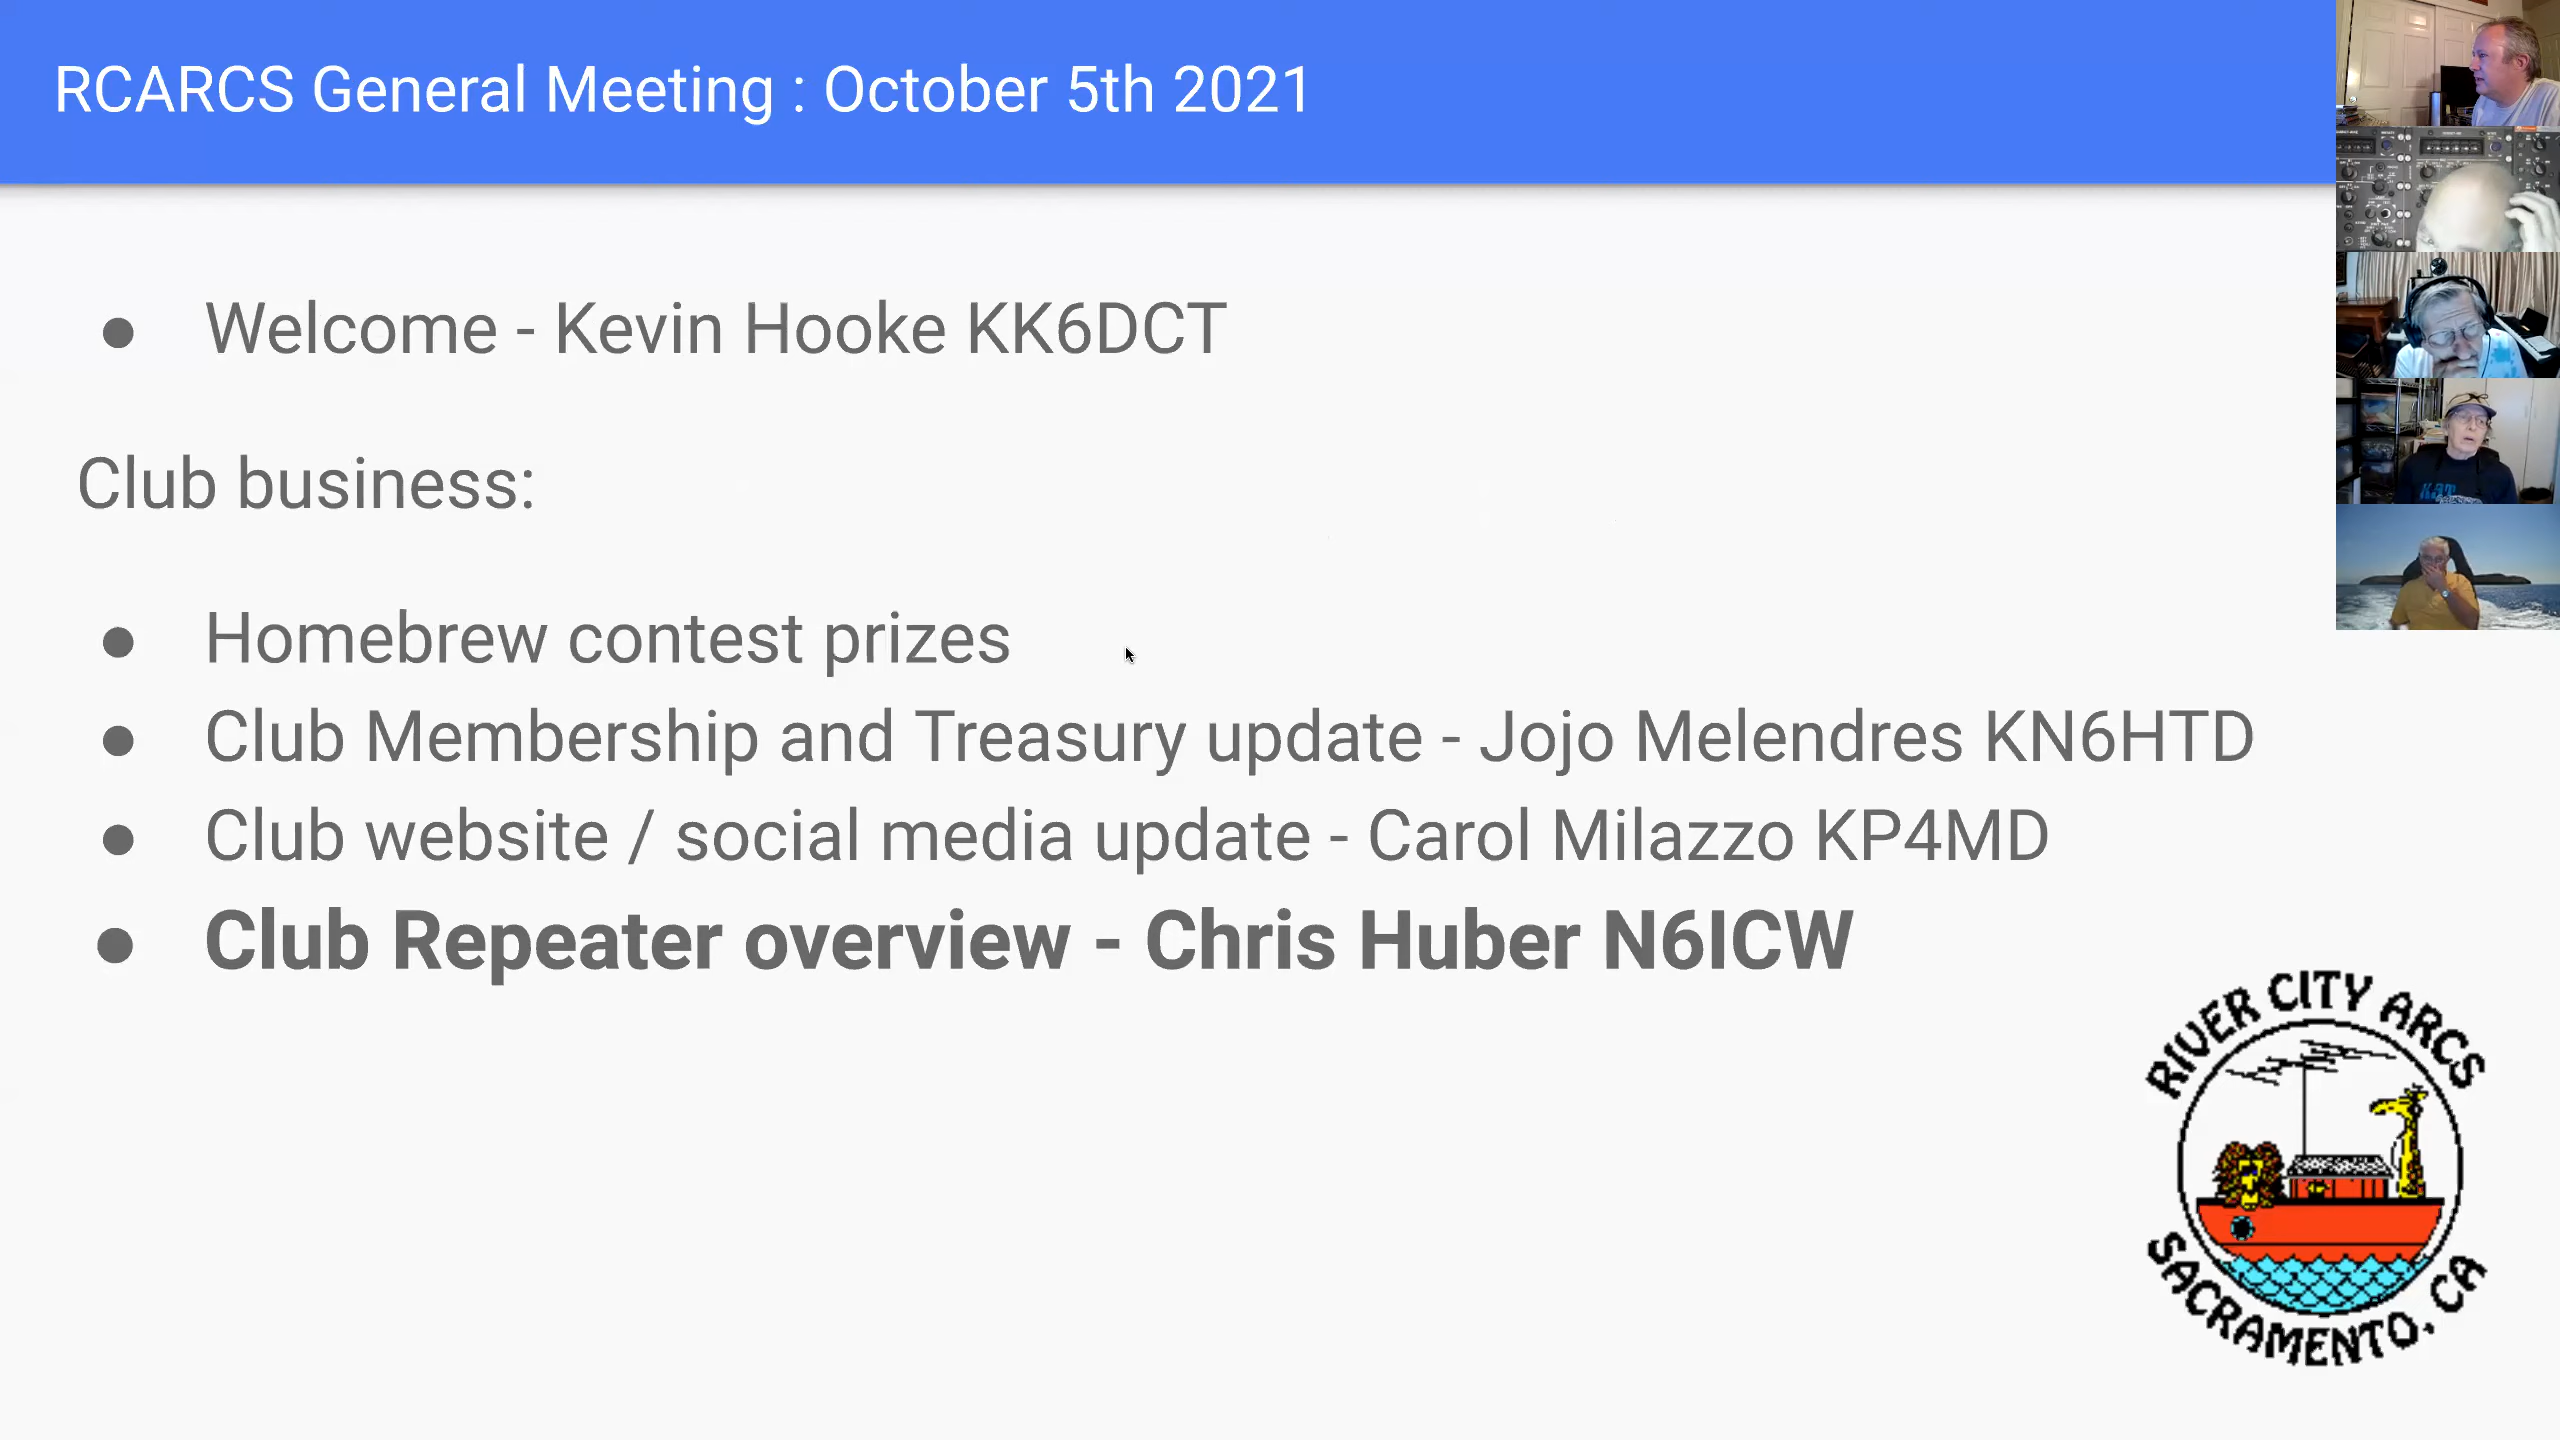 RCARCS General Meeting : October 5th 2021
● Welcome - Kevin Hooke KK6DCT
Club business:
● Homebrew contest prizes
● Club Membership and Treasury update - Jojo Melendres KN6HTD
● Club website / social media update - Carol Milazzo KP4MD
● Club Repeater overview - Chris Huber N6ICW
RIVER CITY ARCS
SACRAMENTO, CA